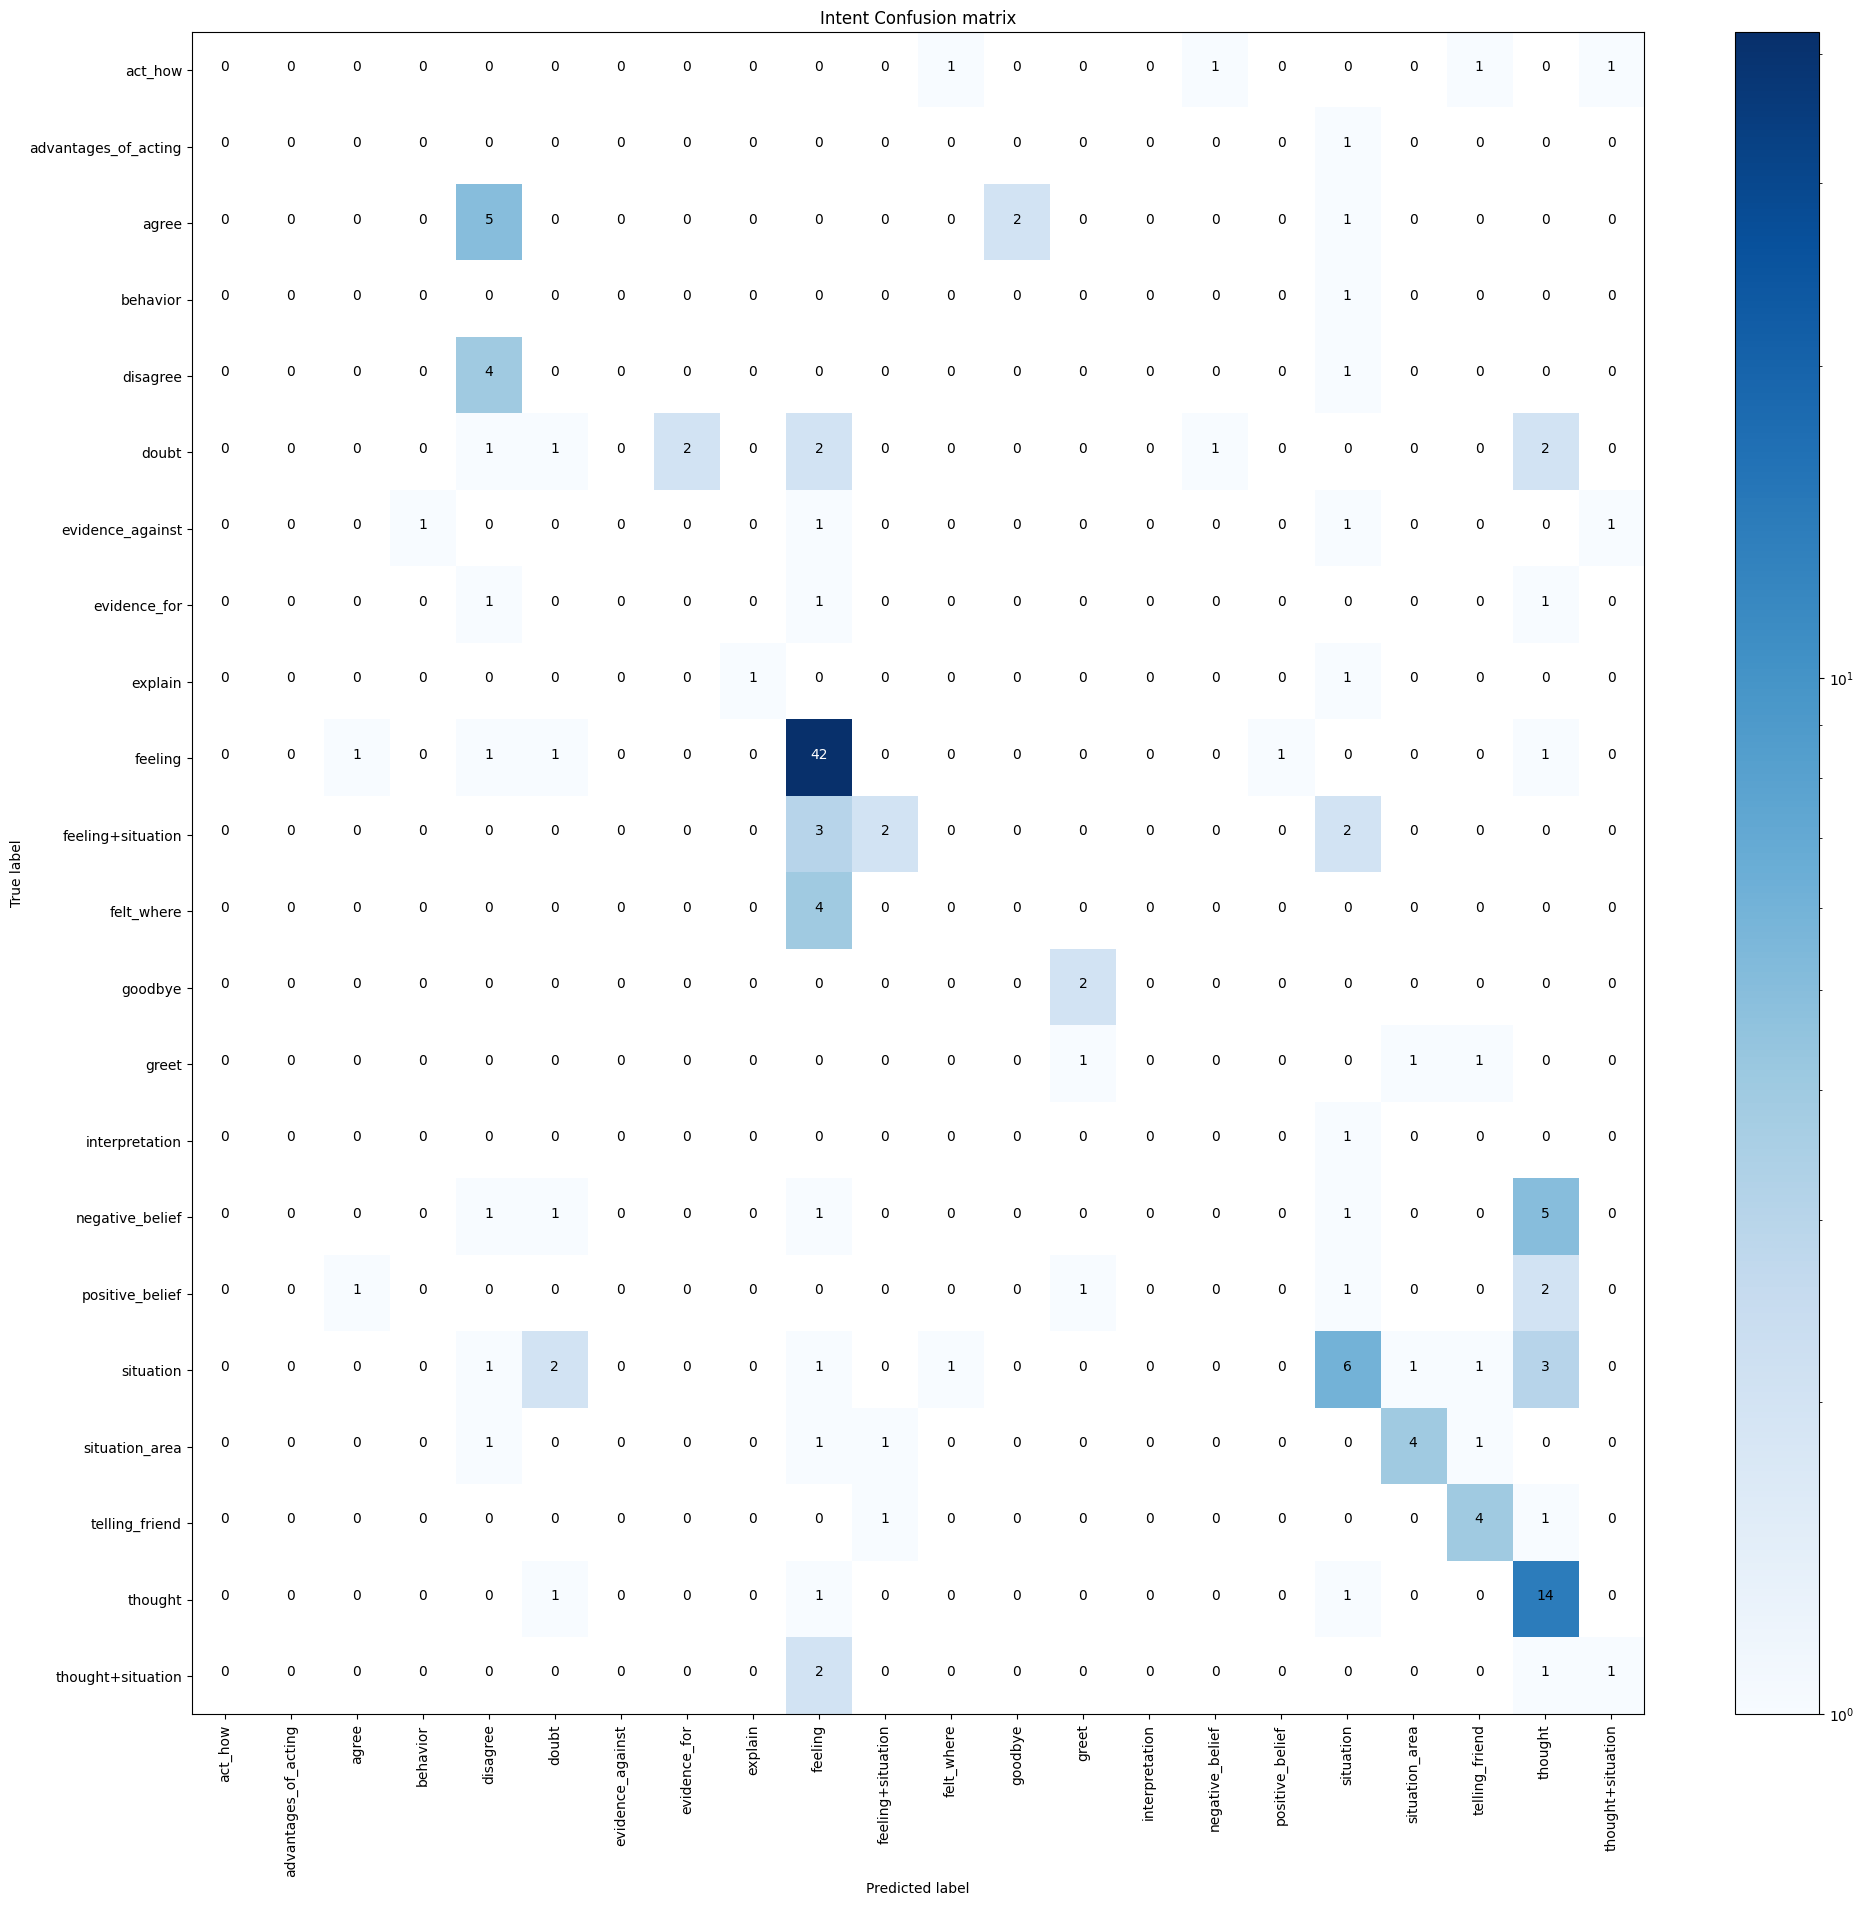 Intent Confusion matrix
act_how 0 0 0 0 0 0 0 0 0 0 0 1 0 0 0 1 0 0 0 1 0 1
advantages_of_acting 0 0 0 0 0 0 0 0 0 0 0 0 0 0 0 0 0 1 0 0 0 0
agree 0 0 0 0 5 0 0 0 0 0 0 0 2 0 0 0 0 1 0 0 0 0
behavior 0 0 0 0 0 0 0 0 0 0 0 0 0 0 0 0 0 1 0 0 0 0
disagree 0 0 0 0 4 0 0 0 0 0 0 0 0 0 0 0 0 1 0 0 0 0
doubt 0 0 0 0 1 1 0 2 0 2 0 0 0 0 0 1 0 0 0 0 2 0
evidence_against 0 0 0 1 0 0 0 0 0 1 0 0 0 0 0 0 0 1 0 0 0 1
evidence_for 0 0 0 0 1 0 0 0 0 1 0 0 0 0 0 0 0 0 0 0 1 0
explain 0 0 0 0 0 0 0 0 1 0 0 0 0 0 0 0 0 1 0 0 0 0
10¹
feeling 0 0 1 0 1 1 0 0 0 42 0 0 0 0 0 0 1 0 0 0 1 0
feeling+situation 0 0 0 0 0 0 0 0 0 3 2 0 0 0 0 0 0 2 0 0 0 0
True label
felt_where 0 0 0 0 0 0 0 0 0 4 0 0 0 0 0 0 0 0 0 0 0 0
goodbye 0 0 0 0 0 0 0 0 0 0 0 0 0 2 0 0 0 0 0 0 0 0
greet 0 0 0 0 0 0 0 0 0 0 0 0 0 1 0 0 0 0 1 1 0 0
interpretation 0 0 0 0 0 0 0 0 0 0 0 0 0 0 0 0 0 1 0 0 0 0
negative_belief 0 0 0 0 1 1 0 0 0 1 0 0 0 0 0 0 0 1 0 0 5 0
positive_belief 0 0 1 0 0 0 0 0 0 0 0 0 0 1 0 0 0 1 0 0 2 0
situation 0 0 0 0 1 2 0 0 0 1 0 1 0 0 0 0 0 6 1 1 3 0
situation_area 0 0 0 0 1 0 0 0 0 1 1 0 0 0 0 0 0 0 4 1 0 0
telling_friend 0 0 0 0 0 0 0 0 0 0 1 0 0 0 0 0 0 0 0 4 1 0
thought 0 0 0 0 0 1 0 0 0 1 0 0 0 0 0 0 0 1 0 0 14 0
thought+situation 0 0 0 0 0 0 0 0 0 2 0 0 0 0 0 0 0 0 0 0 1 1
10⁰
act_how
advantages_of_acting
agree
behavior
disagree
doubt
evidence_against
evidence_for
explain
feeling
feeling+situation
felt_where
goodbye
greet
interpretation
negative_belief
positive_belief
situation
situation_area
telling_friend
thought
thought+situation
Predicted label